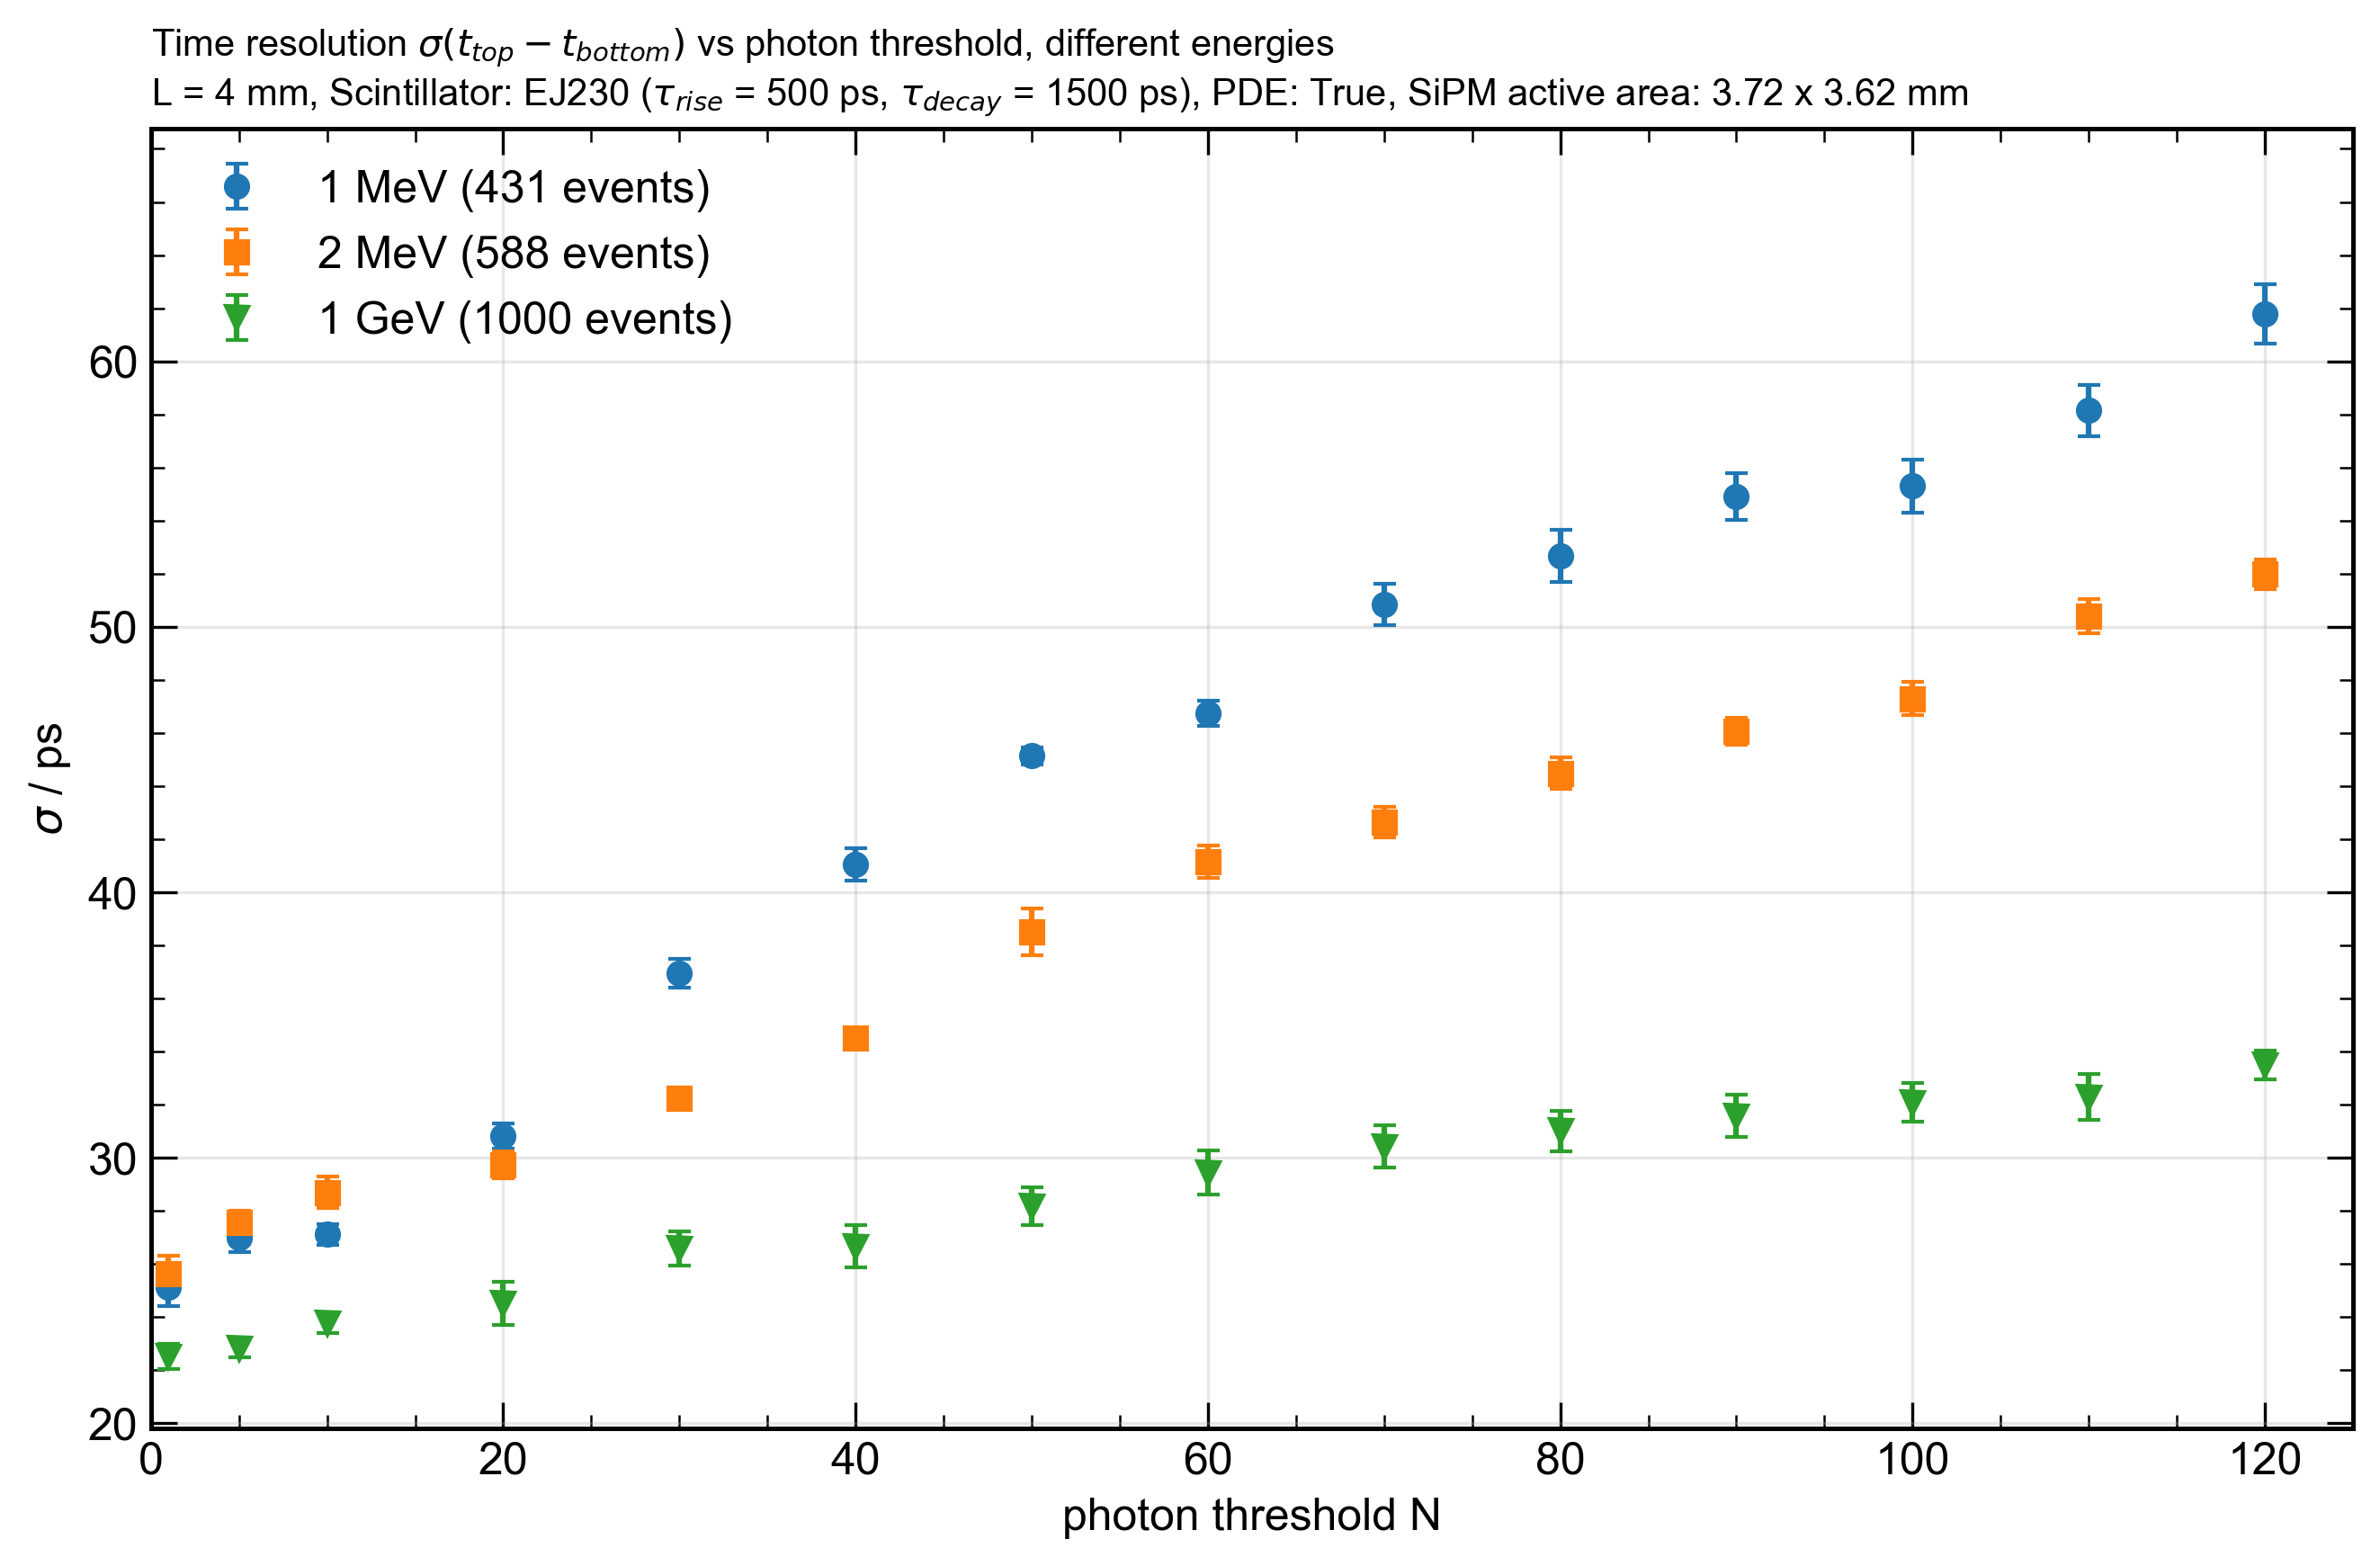 Time resolution σ(t_top − t_bottom) vs photon threshold, different energies
L = 4 mm, Scintillator: EJ230 (τ_rise = 500 ps, τ_decay = 1500 ps), PDE: True, SiPM active area: 3.72 x 3.62 mm
1 MeV (431 events)
2 MeV (588 events)
1 GeV (1000 events)
60
50
40
30
20
σ / ps
0 20 40 60 80 100 120
photon threshold N